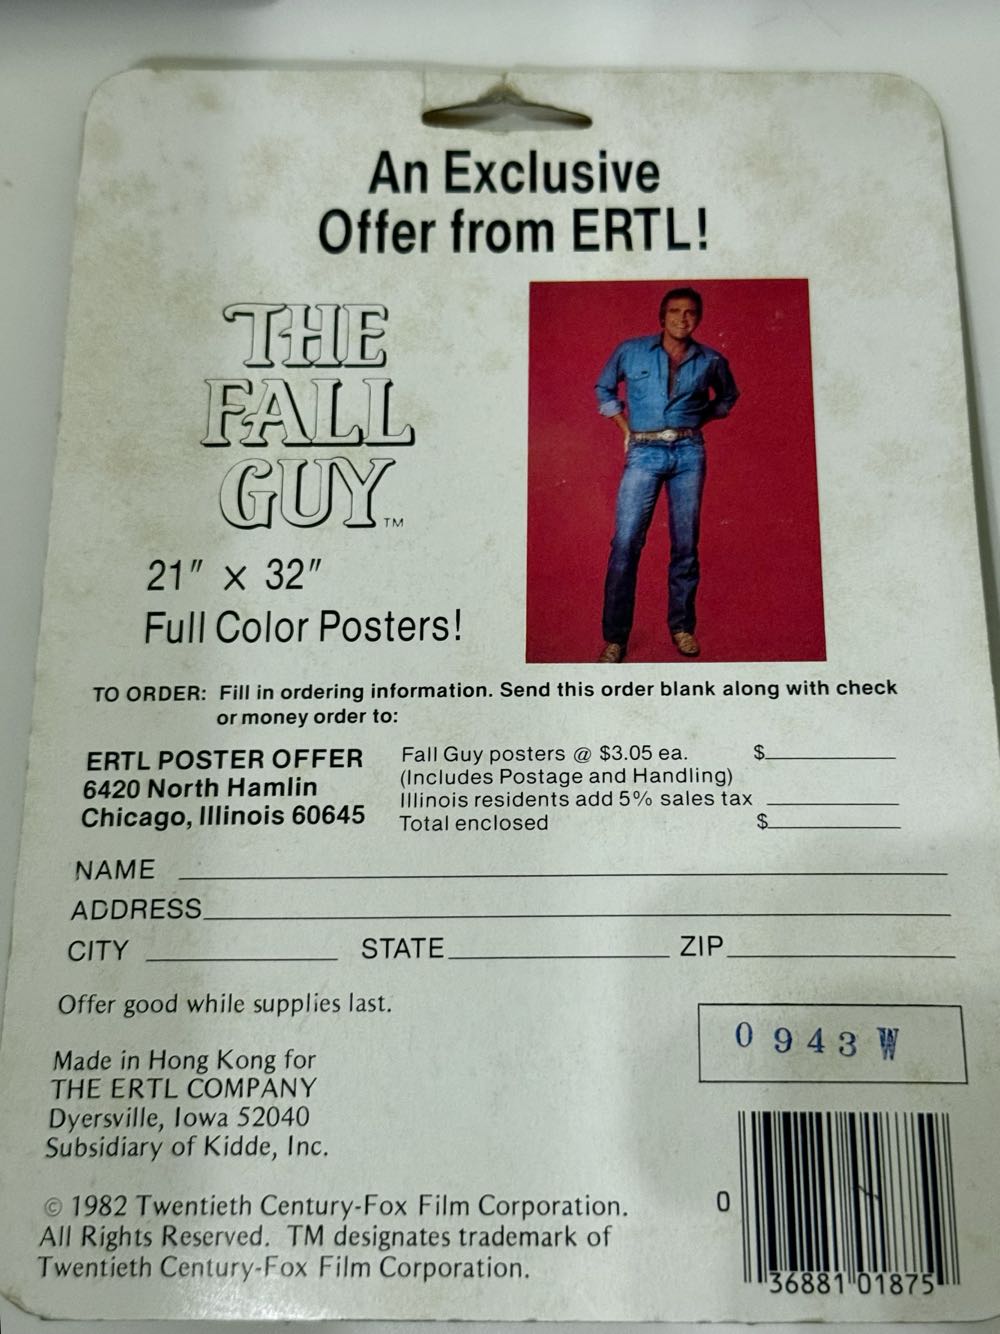 An Exclusive
Offer from ERTL!
THE
FALL
GUY™
21" x 32"
Full Color Posters!
TO ORDER: Fill in ordering information. Send this order blank along with check
or money order to:
ERTL POSTER OFFER
6420 North Hamlin
Chicago, Illinois 60645
Fall Guy posters @ $3.05 ea. $
(Includes Postage and Handling)
Illinois residents add 5% sales tax
Total enclosed $
NAME
ADDRESS
CITY STATE ZIP
Offer good while supplies last.
0943W
Made in Hong Kong for
THE ERTL COMPANY
Dyersville, Iowa 52040
Subsidiary of Kidde, Inc.
© 1982 Twentieth Century-Fox Film Corporation.
All Rights Reserved. TM designates trademark of
Twentieth Century-Fox Film Corporation.
0 36881 01875